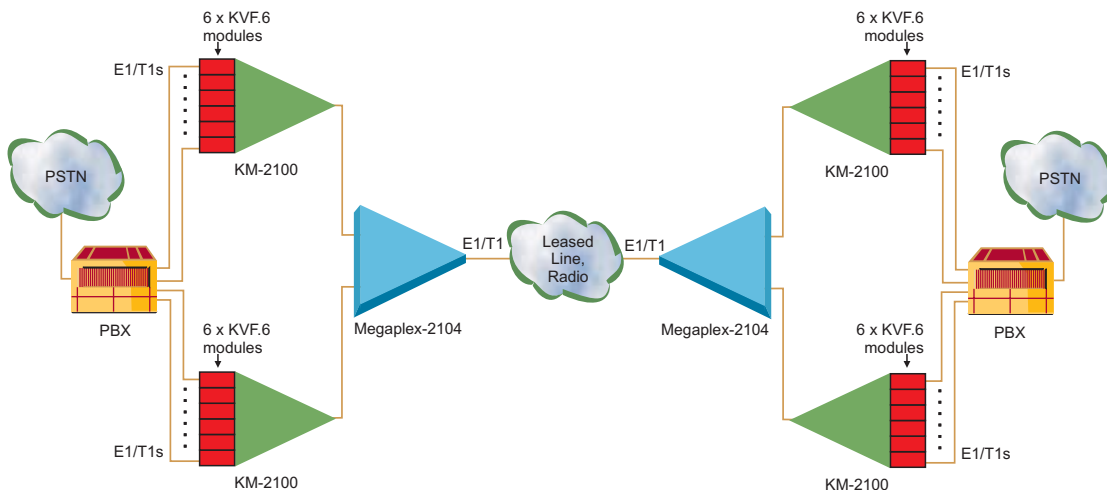 6 x KVF.6
modules
E1/T1s
KM-2100
PSTN
PBX
6 x KVF.6
modules
E1/T1s
KM-2100
Megaplex-2104
E1/T1
Leased
Line,
Radio
E1/T1
Megaplex-2104
6 x KVF.6
modules
E1/T1s
KM-2100
PSTN
PBX
6 x KVF.6
modules
E1/T1s
KM-2100